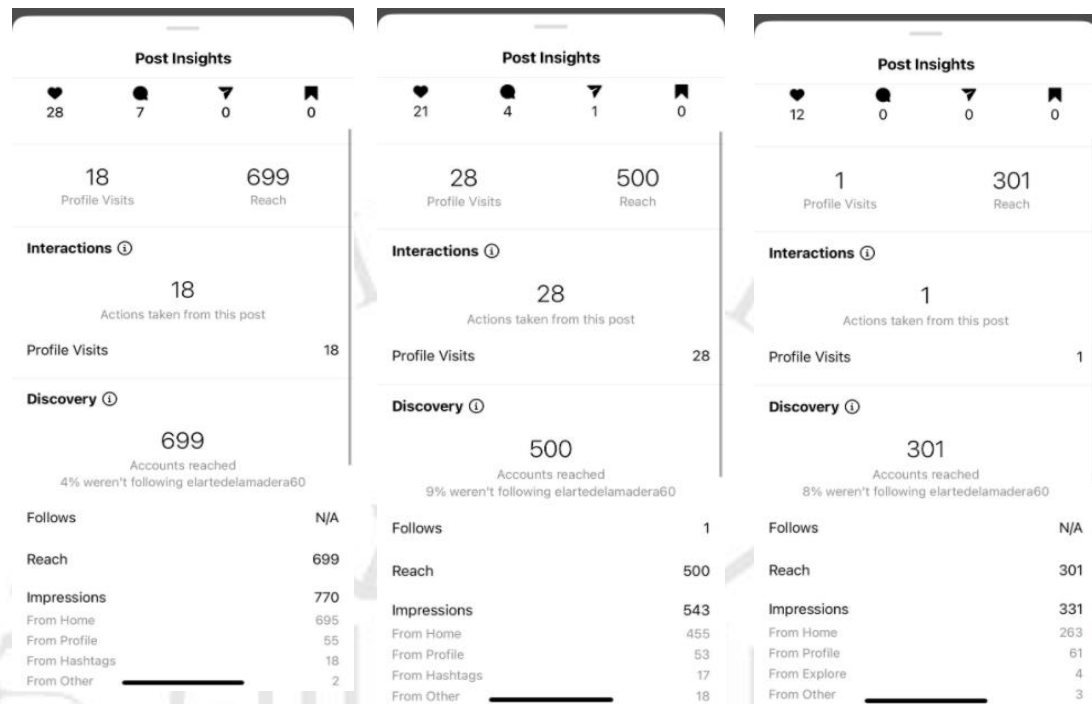 Post Insights
28 7 0 0
18 699
Profile Visits Reach
Interactions
18
Actions taken from this post
Profile Visits 18
Discovery
699
Accounts reached
4% weren't following elartedelamadera60
Follows N/A
Reach 699
Impressions 770
From Home 695
From Profile 55
From Hashtags 18
From Other 2
Post Insights
21 4 1 0
28 500
Profile Visits Reach
Interactions
28
Actions taken from this post
Profile Visits 28
Discovery
500
Accounts reached
9% weren't following elartedelamadera60
Follows 1
Reach 500
Impressions 543
From Home 455
From Profile 53
From Hashtags 17
From Other 18
Post Insights
12 0 0 0
1 301
Profile Visits Reach
Interactions
1
Actions taken from this post
Profile Visits 1
Discovery
301
Accounts reached
8% weren't following elartedelamadera60
Follows N/A
Reach 301
Impressions 331
From Home 263
From Profile 61
From Explore 4
From Other 3